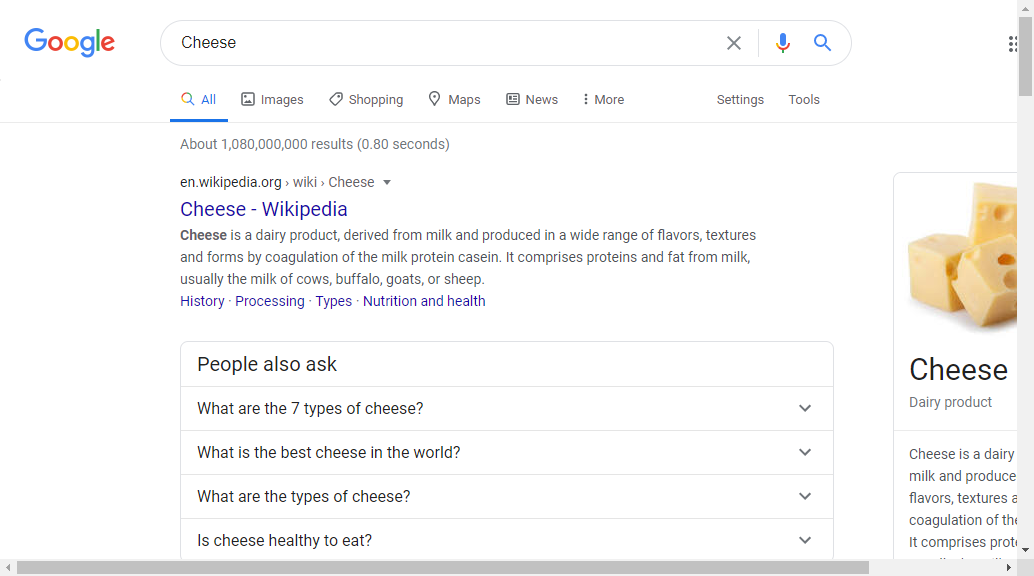 Google
Cheese
All
Images
Shopping
Maps
News
More
Settings
Tools
About 1,080,000,000 results (0.80 seconds)
en.wikipedia.org › wiki › Cheese
Cheese - Wikipedia
Cheese is a dairy product, derived from milk and produced in a wide range of flavors, textures
and forms by coagulation of the milk protein casein. It comprises proteins and fat from milk,
usually the milk of cows, buffalo, goats, or sheep.
History · Processing · Types · Nutrition and health
People also ask
What are the 7 types of cheese?
What is the best cheese in the world?
What are the types of cheese?
Is cheese healthy to eat?
Cheese
Dairy product
Cheese is a dairy
milk and produce
flavors, textures a
coagulation of the
It comprises prot